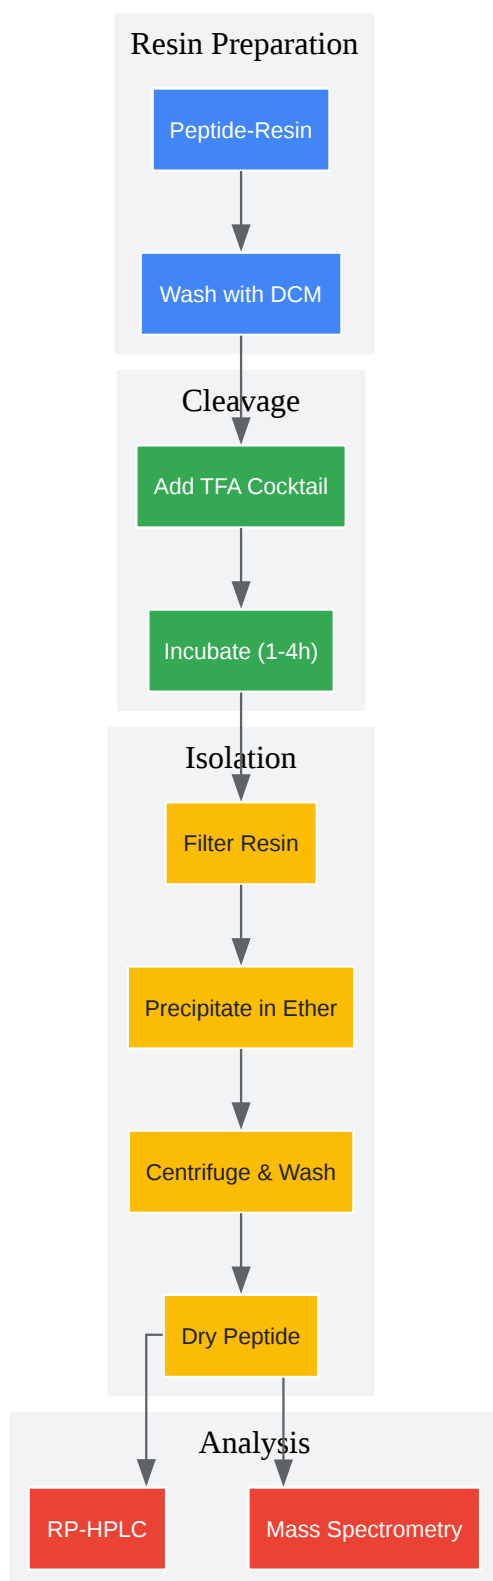 Resin Preparation
Peptide-Resin
Wash with DCM
Cleavage
Add TFA Cocktail
Incubate (1-4h)
Isolation
Filter Resin
Precipitate in Ether
Centrifuge & Wash
Dry Peptide
Analysis
RP-HPLC
Mass Spectrometry